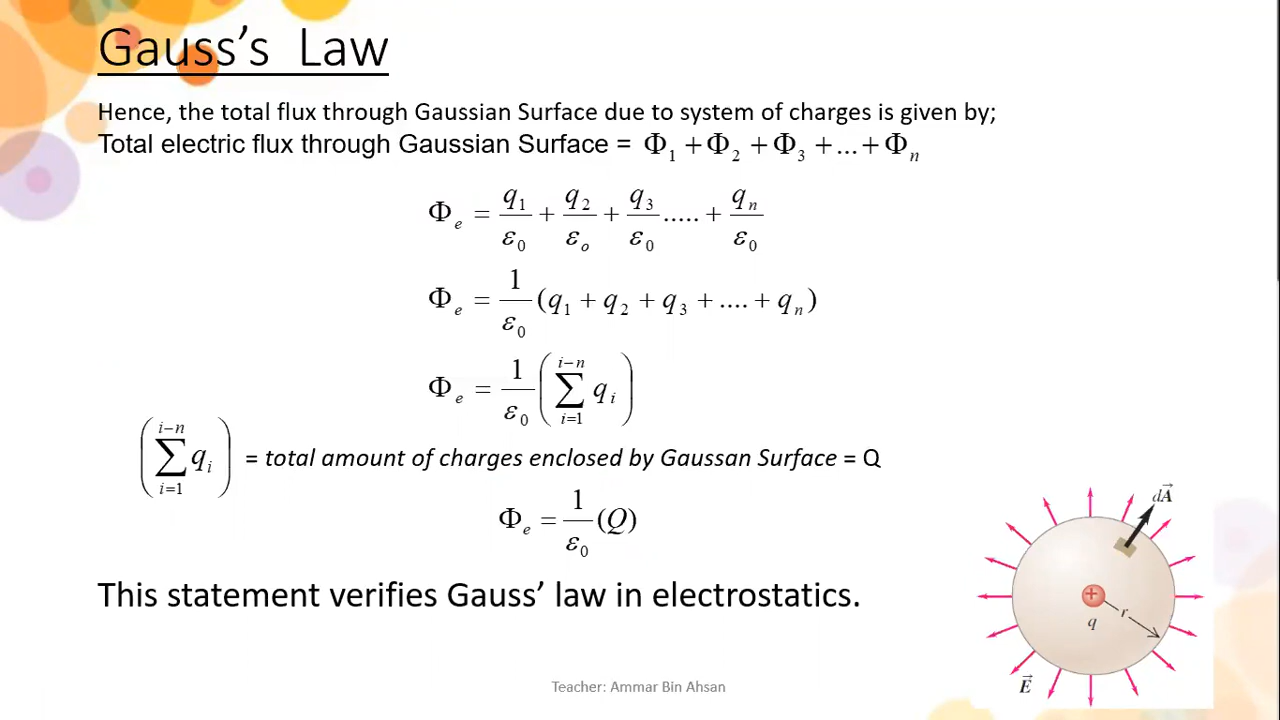 Gauss’s Law
Hence, the total flux through Gaussian Surface due to system of charges is given by;
Total electric flux through Gaussian Surface = Φ₁ + Φ₂ + Φ₃ + ... + Φₙ
Φₑ = q₁/ε₀ + q₂/εₒ + q₃/ε₀ ..... + qₙ/ε₀
Φₑ = 1/ε₀ (q₁ + q₂ + q₃ + .... + qₙ)
Φₑ = 1/ε₀ (∑_{i=1}^{i–n} qᵢ)
(∑_{i=1}^{i–n} qᵢ) = total amount of charges enclosed by Gaussan Surface = Q
Φₑ = 1/ε₀ (Q)
This statement verifies Gauss’ law in electrostatics.
dA⃗
+
r
q
E⃗
Teacher: Ammar Bin Ahsan